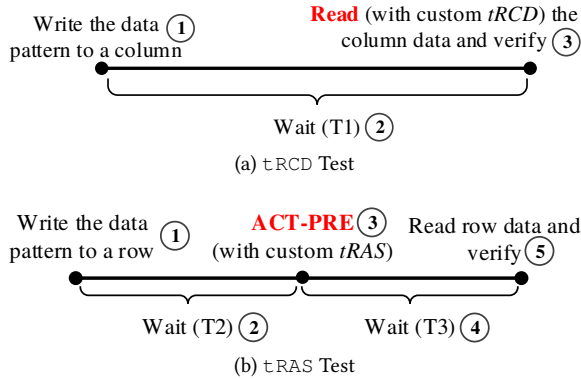 Write the data 1
pattern to a column
Read (with custom tRCD) the
column data and verify 3
Wait (T1) 2
(a) tRCD Test
Write the data 1
pattern to a row
ACT-PRE 3
(with custom tRAS)
Read row data and
verify 5
Wait (T2) 2
Wait (T3) 4
(b) tRAS Test